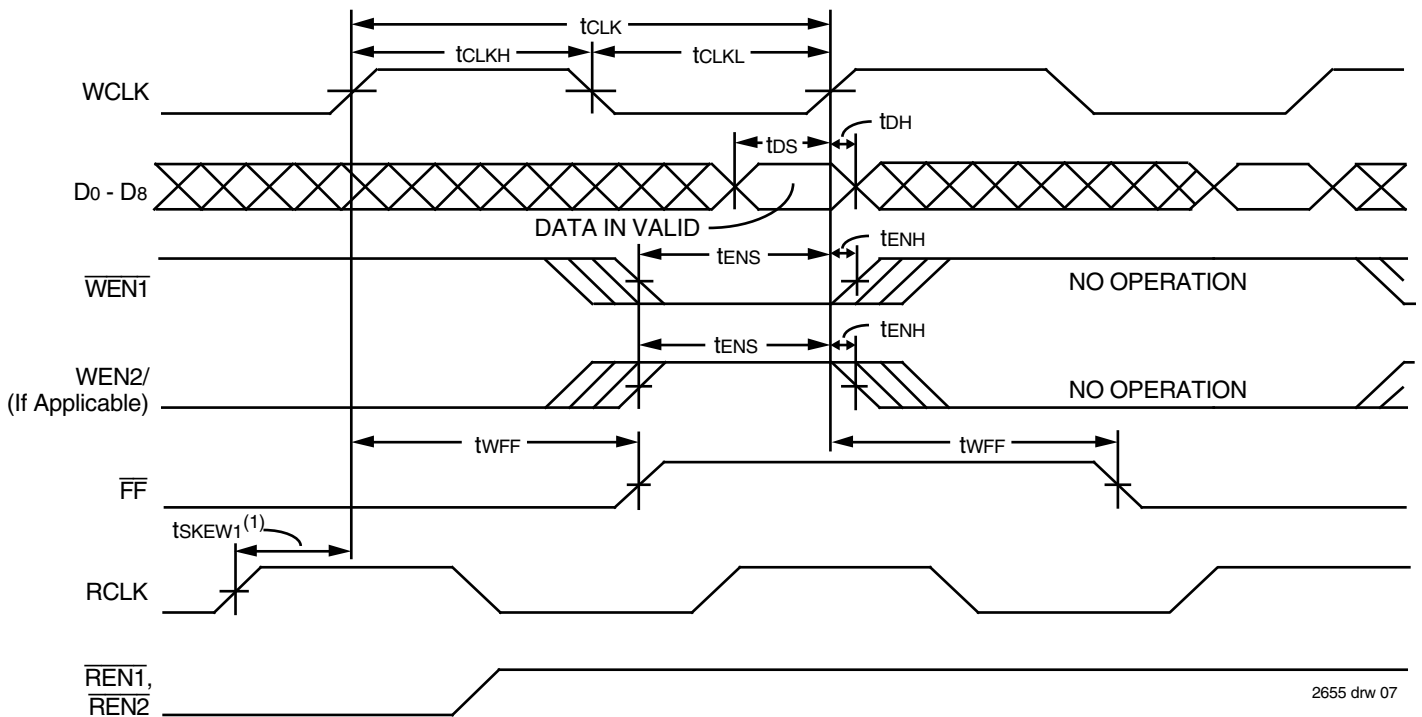 tCLK
tCLKH
tCLKL
WCLK
tDH
tDS
D0 - D8
DATA IN VALID
tENH
tENS
WEN1
NO OPERATION
tENH
tENS
WEN2/
(If Applicable)
NO OPERATION
tWFF
tWFF
FF
tSKEW1(1)
RCLK
REN1,
REN2
2655 drw 07